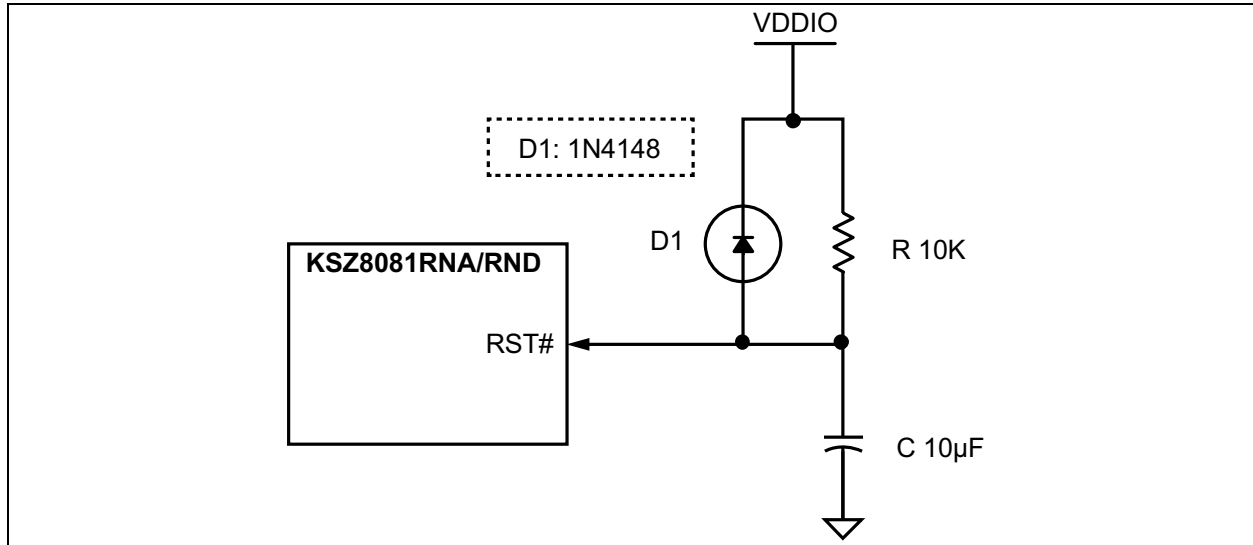 VDDIO
D1: 1N4148
D1
R 10K
KSZ8081RNA/RND
RST#
C 10µF